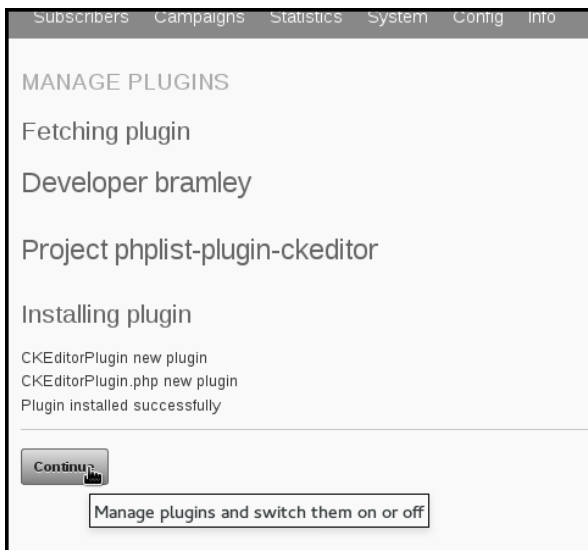 Subscribers Campaigns Statistics System Config Info
MANAGE PLUGINS
Fetching plugin
Developer bramley
Project phplist-plugin-ckeditor
Installing plugin
CKEditorPlugin new plugin
CKEditorPlugin.php new plugin
Plugin installed successfully
Continue
Manage plugins and switch them on or off